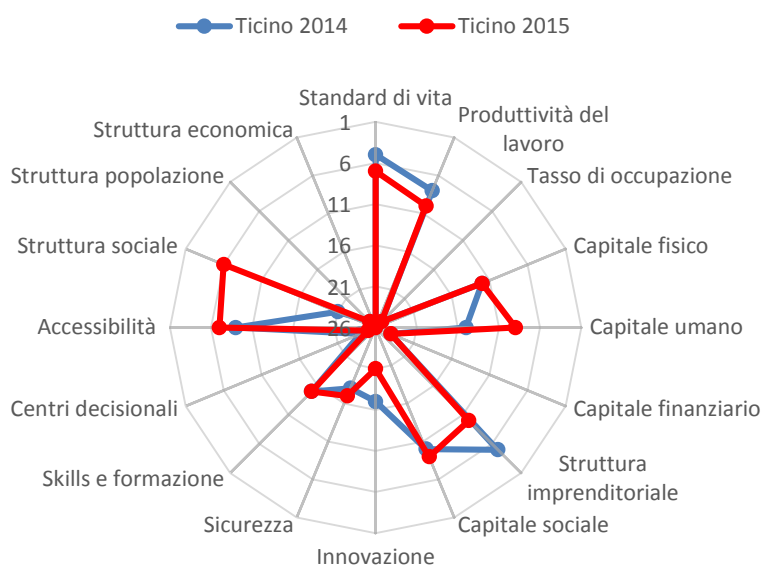 Ticino 2014
Ticino 2015
Standard di vita
Produttività del
lavoro
Tasso di occupazione
Capitale fisico
Capitale umano
Capitale finanziario
Struttura
imprenditoriale
Capitale sociale
Innovazione
Sicurezza
Skills e formazione
Centri decisionali
Accessibilità
Struttura sociale
Struttura popolazione
Struttura economica
1
6
11
16
21
26